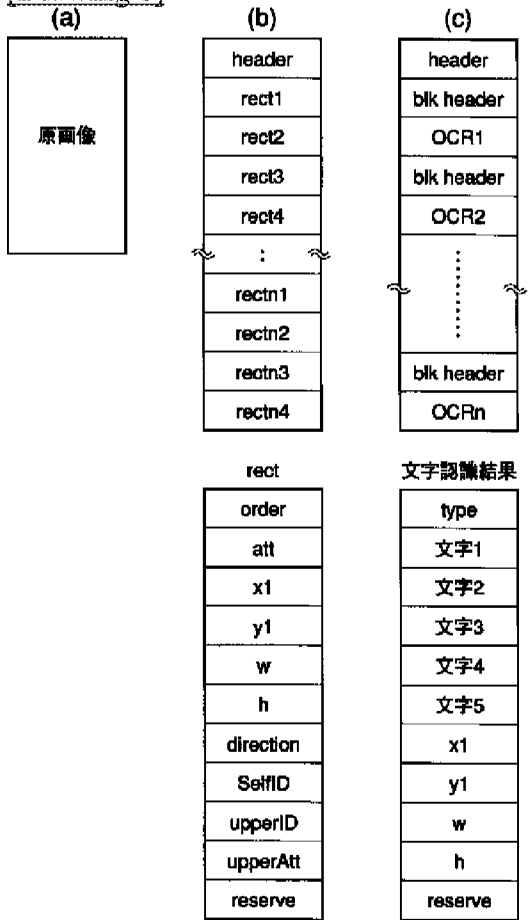 (a)
原画像
(b)
header
rect1
rect2
rect3
rect4
:
rectn1
rectn2
rectn3
rectn4
rect
order
att
x1
y1
w
h
direction
SelfID
upperID
upperAtt
reserve
(c)
header
blk header
OCR1
blk header
OCR2
blk header
OCRn
文字認識結果
type
文字1
文字2
文字3
文字4
文字5
x1
y1
w
h
reserve